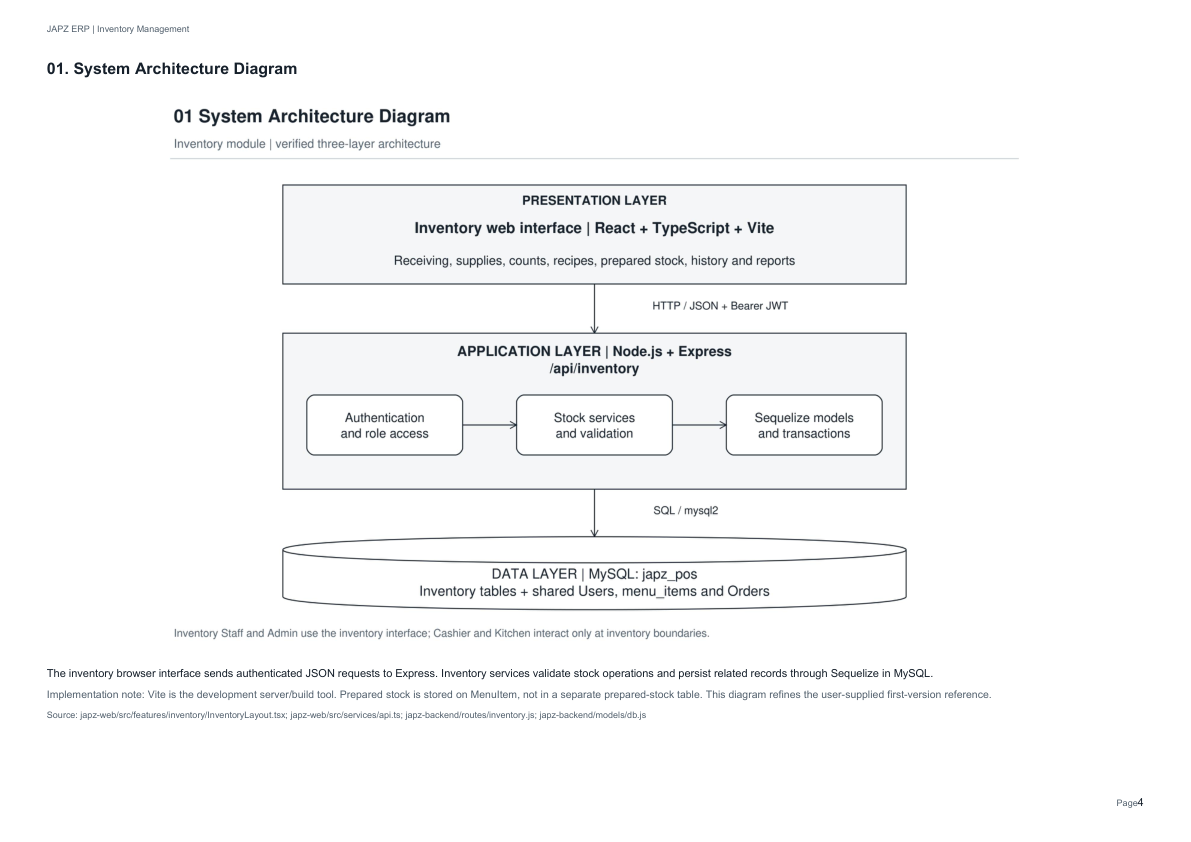 JAPZ ERP | Inventory Management
01. System Architecture Diagram
01 System Architecture Diagram
Inventory module | verified three-layer architecture
PRESENTATION LAYER
Inventory web interface | React + TypeScript + Vite
Receiving, supplies, counts, recipes, prepared stock, history and reports
HTTP / JSON + Bearer JWT
APPLICATION LAYER | Node.js + Express
/api/inventory
Authentication
and role access
Stock services
and validation
Sequelize models
and transactions
SQL / mysql2
DATA LAYER | MySQL: japz_pos
Inventory tables + shared Users, menu_items and Orders
Inventory Staff and Admin use the inventory interface; Cashier and Kitchen interact only at inventory boundaries.
The inventory browser interface sends authenticated JSON requests to Express. Inventory services validate stock operations and persist related records through Sequelize in MySQL.
Implementation note: Vite is the development server/build tool. Prepared stock is stored on MenuItem, not in a separate prepared-stock table. This diagram refines the user-supplied first-version reference.
Source: japz-web/src/features/inventory/InventoryLayout.tsx; japz-web/src/services/api.ts; japz-backend/routes/inventory.js; japz-backend/models/db.js
Page4